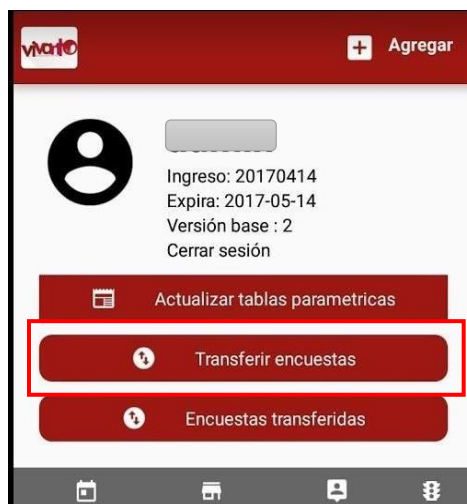 vivanto
Agregar
Ingreso: 20170414
Expira: 2017-05-14
Versión base : 2
Cerrar sesión
Actualizar tablas parametricas
Transferir encuestas
Encuestas transferidas